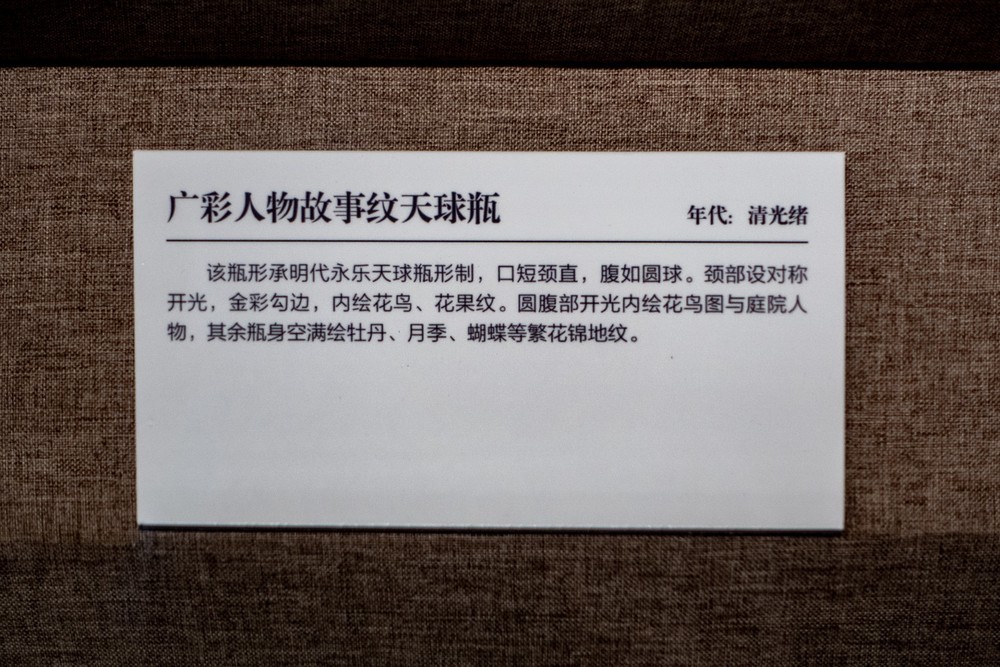 广彩人物故事纹天球瓶 年代：清光绪
该瓶形承明代永乐天球瓶形制，口短颈直，腹如圆球。颈部设对称
开光，金彩勾边，内绘花鸟、花果纹。圆腹部开光内绘花鸟图与庭院人
物，其余瓶身空满绘牡丹、月季、蝴蝶等繁花锦地纹。